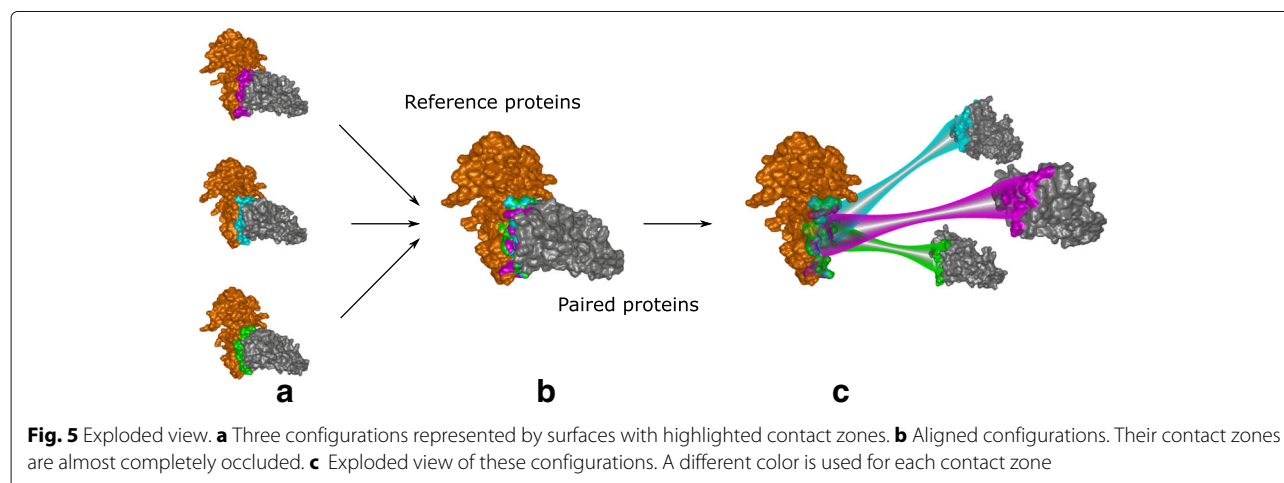 Reference proteins
Paired proteins
a
b
c
Fig. 5 Exploded view. a Three configurations represented by surfaces with highlighted contact zones. b Aligned configurations. Their contact zones
are almost completely occluded. c Exploded view of these configurations. A different color is used for each contact zone